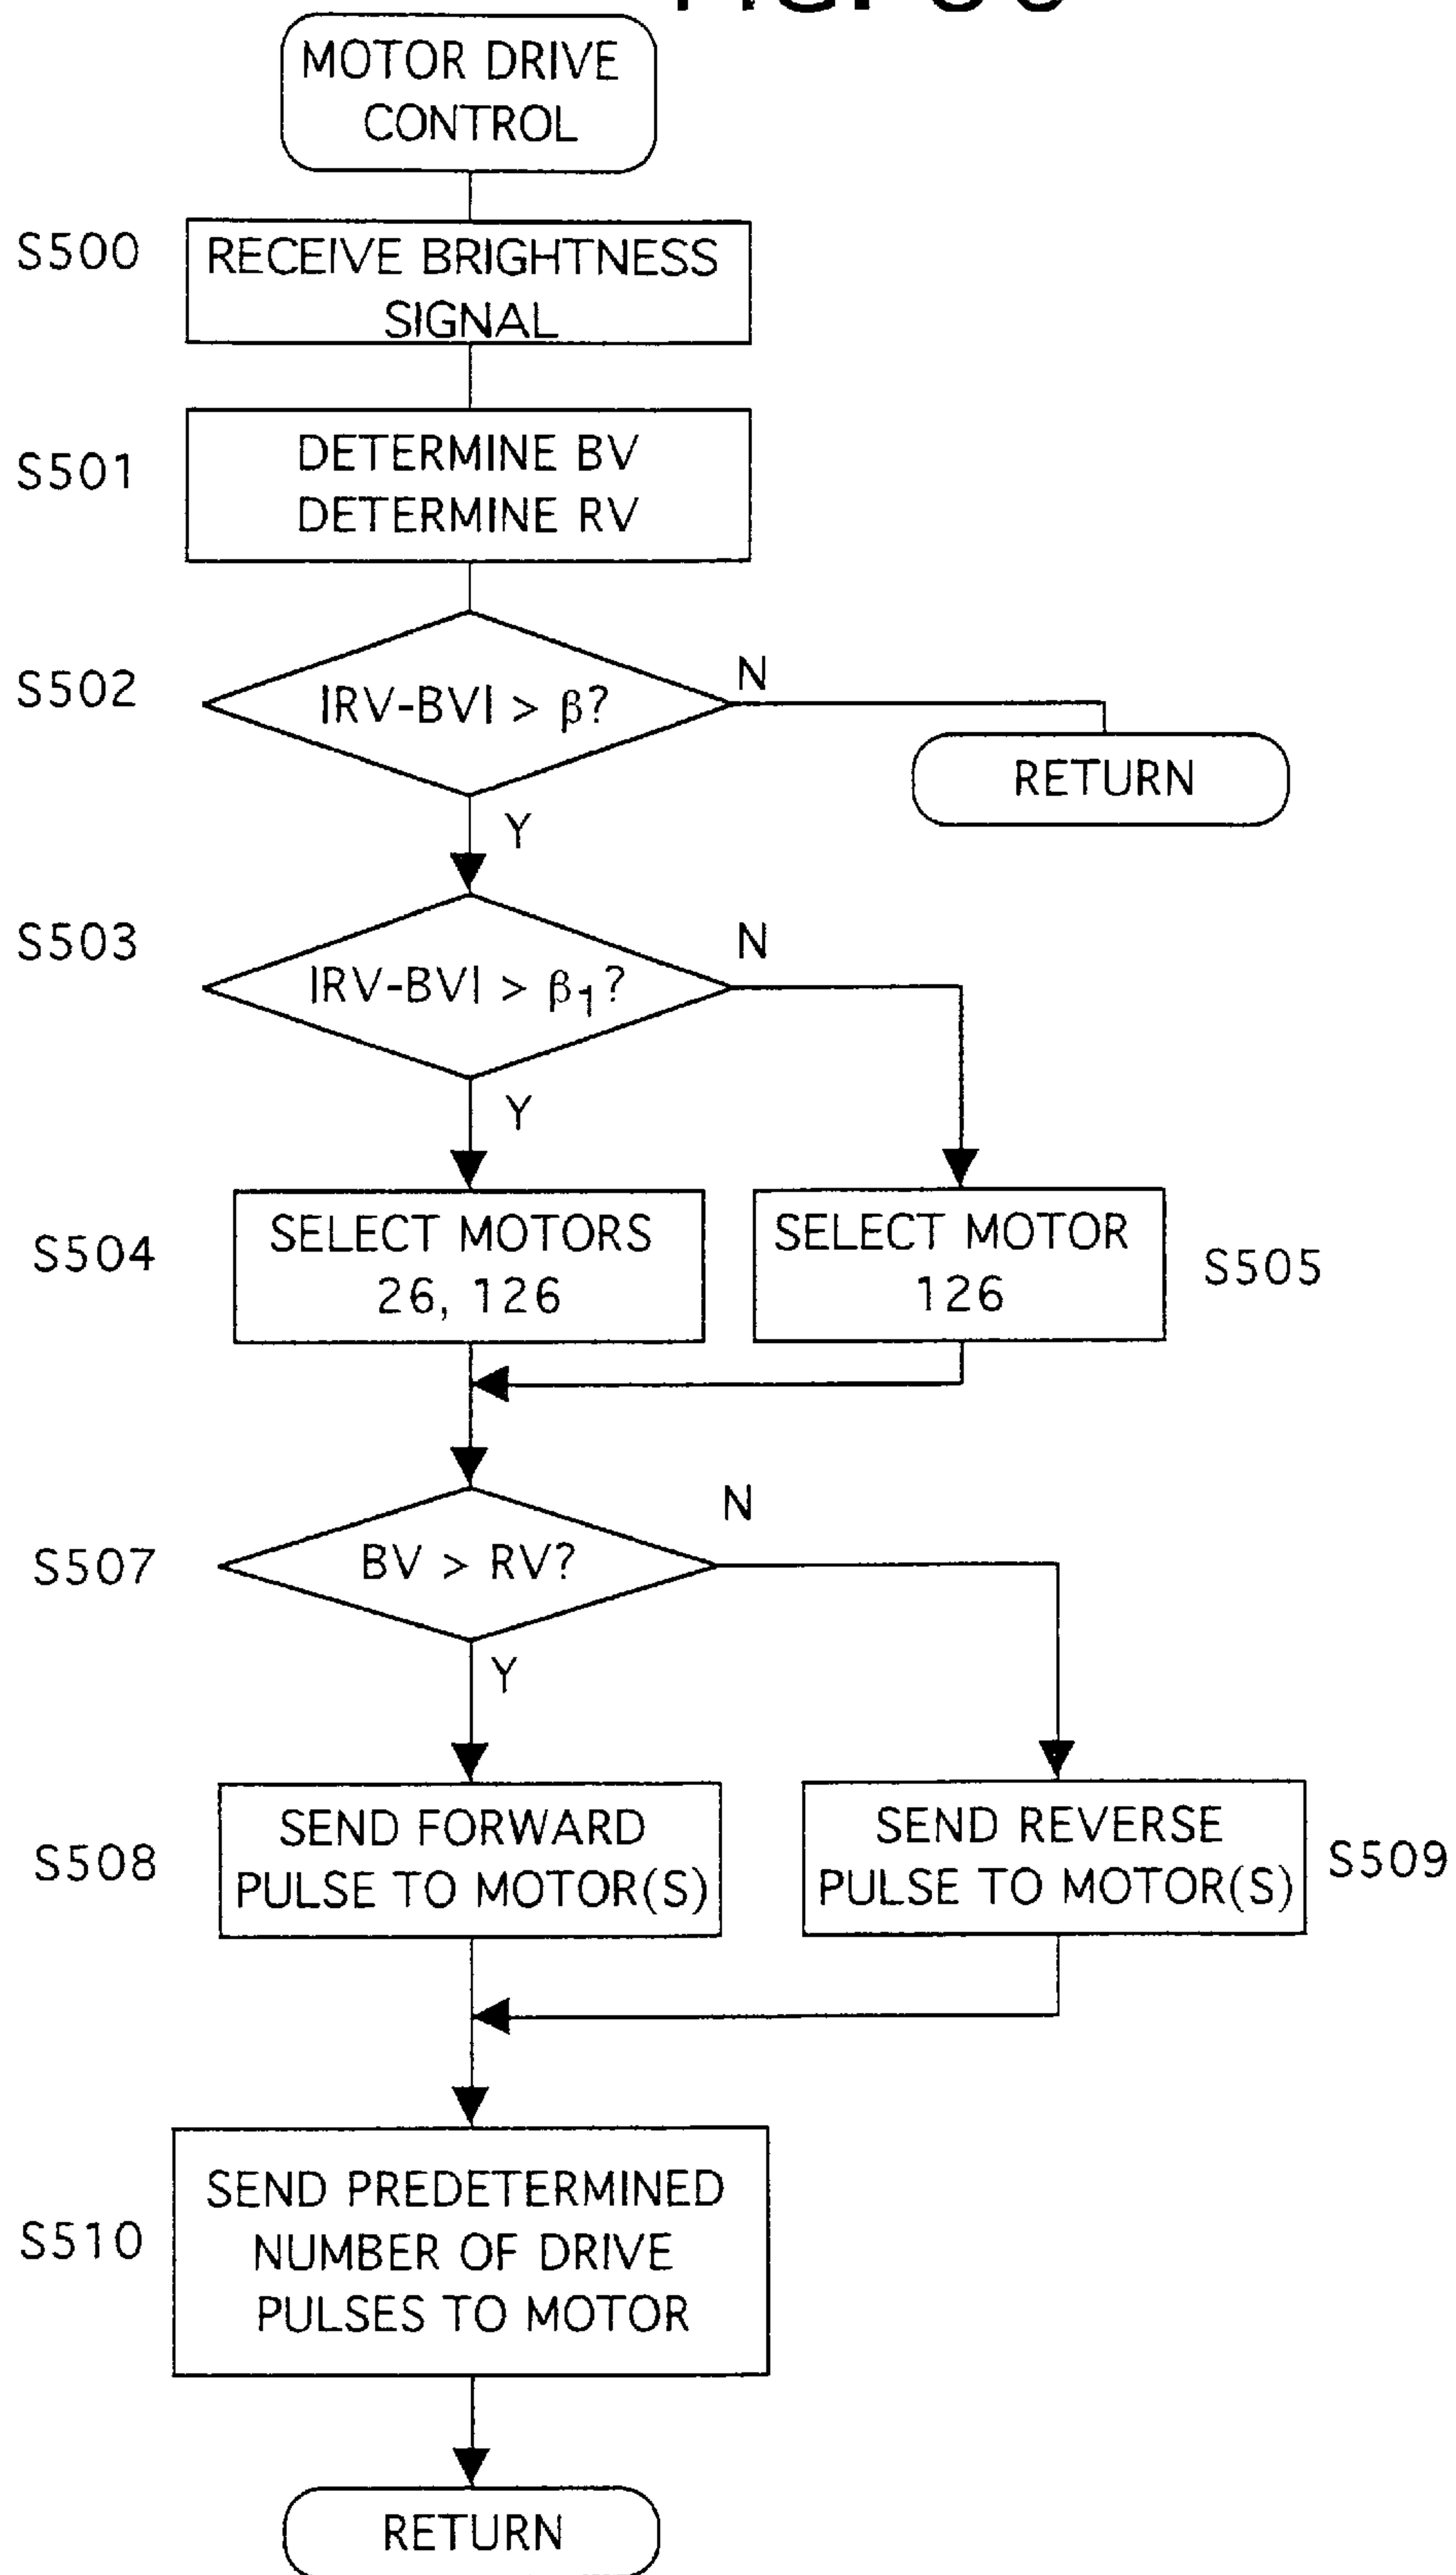 MOTOR DRIVE
CONTROL
S500
RECEIVE BRIGHTNESS
SIGNAL
S501
DETERMINE BV
DETERMINE RV
S502
|RV-BV| > β?
N
RETURN
Y
S503
|RV-BV| > β1?
N
Y
S504
SELECT MOTORS
26, 126
SELECT MOTOR
126
S505
S507
BV > RV?
N
Y
S508
SEND FORWARD
PULSE TO MOTOR(S)
SEND REVERSE
PULSE TO MOTOR(S)
S509
S510
SEND PREDETERMINED
NUMBER OF DRIVE
PULSES TO MOTOR
RETURN